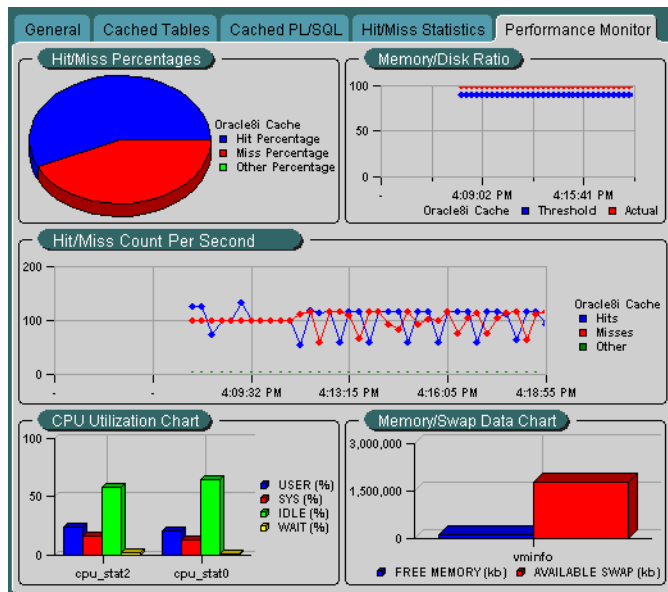 General Cached Tables Cached PL/SQL Hit/Miss Statistics Performance Monitor
Hit/Miss Percentages
Oracle8i Cache
Hit Percentage
Miss Percentage
Other Percentage
Memory/Disk Ratio
100
50
0
- 4:09:02 PM 4:15:41 PM
Oracle8i Cache Threshold Actual
Hit/Miss Count Per Second
200
100
0
- - 4:09:32 PM 4:13:15 PM 4:16:05 PM 4:18:55 PM
Oracle8i Cache
Hits
Misses
Other
CPU Utilization Chart
100
50
0
cpu_stat2 cpu_stat0
USER (%)
SYS (%)
IDLE (%)
WAIT (%)
Memory/Swap Data Chart
3,000,000
1,500,000
0
vminfo
FREE MEMORY (kb) AVAILABLE SWAP (kb)